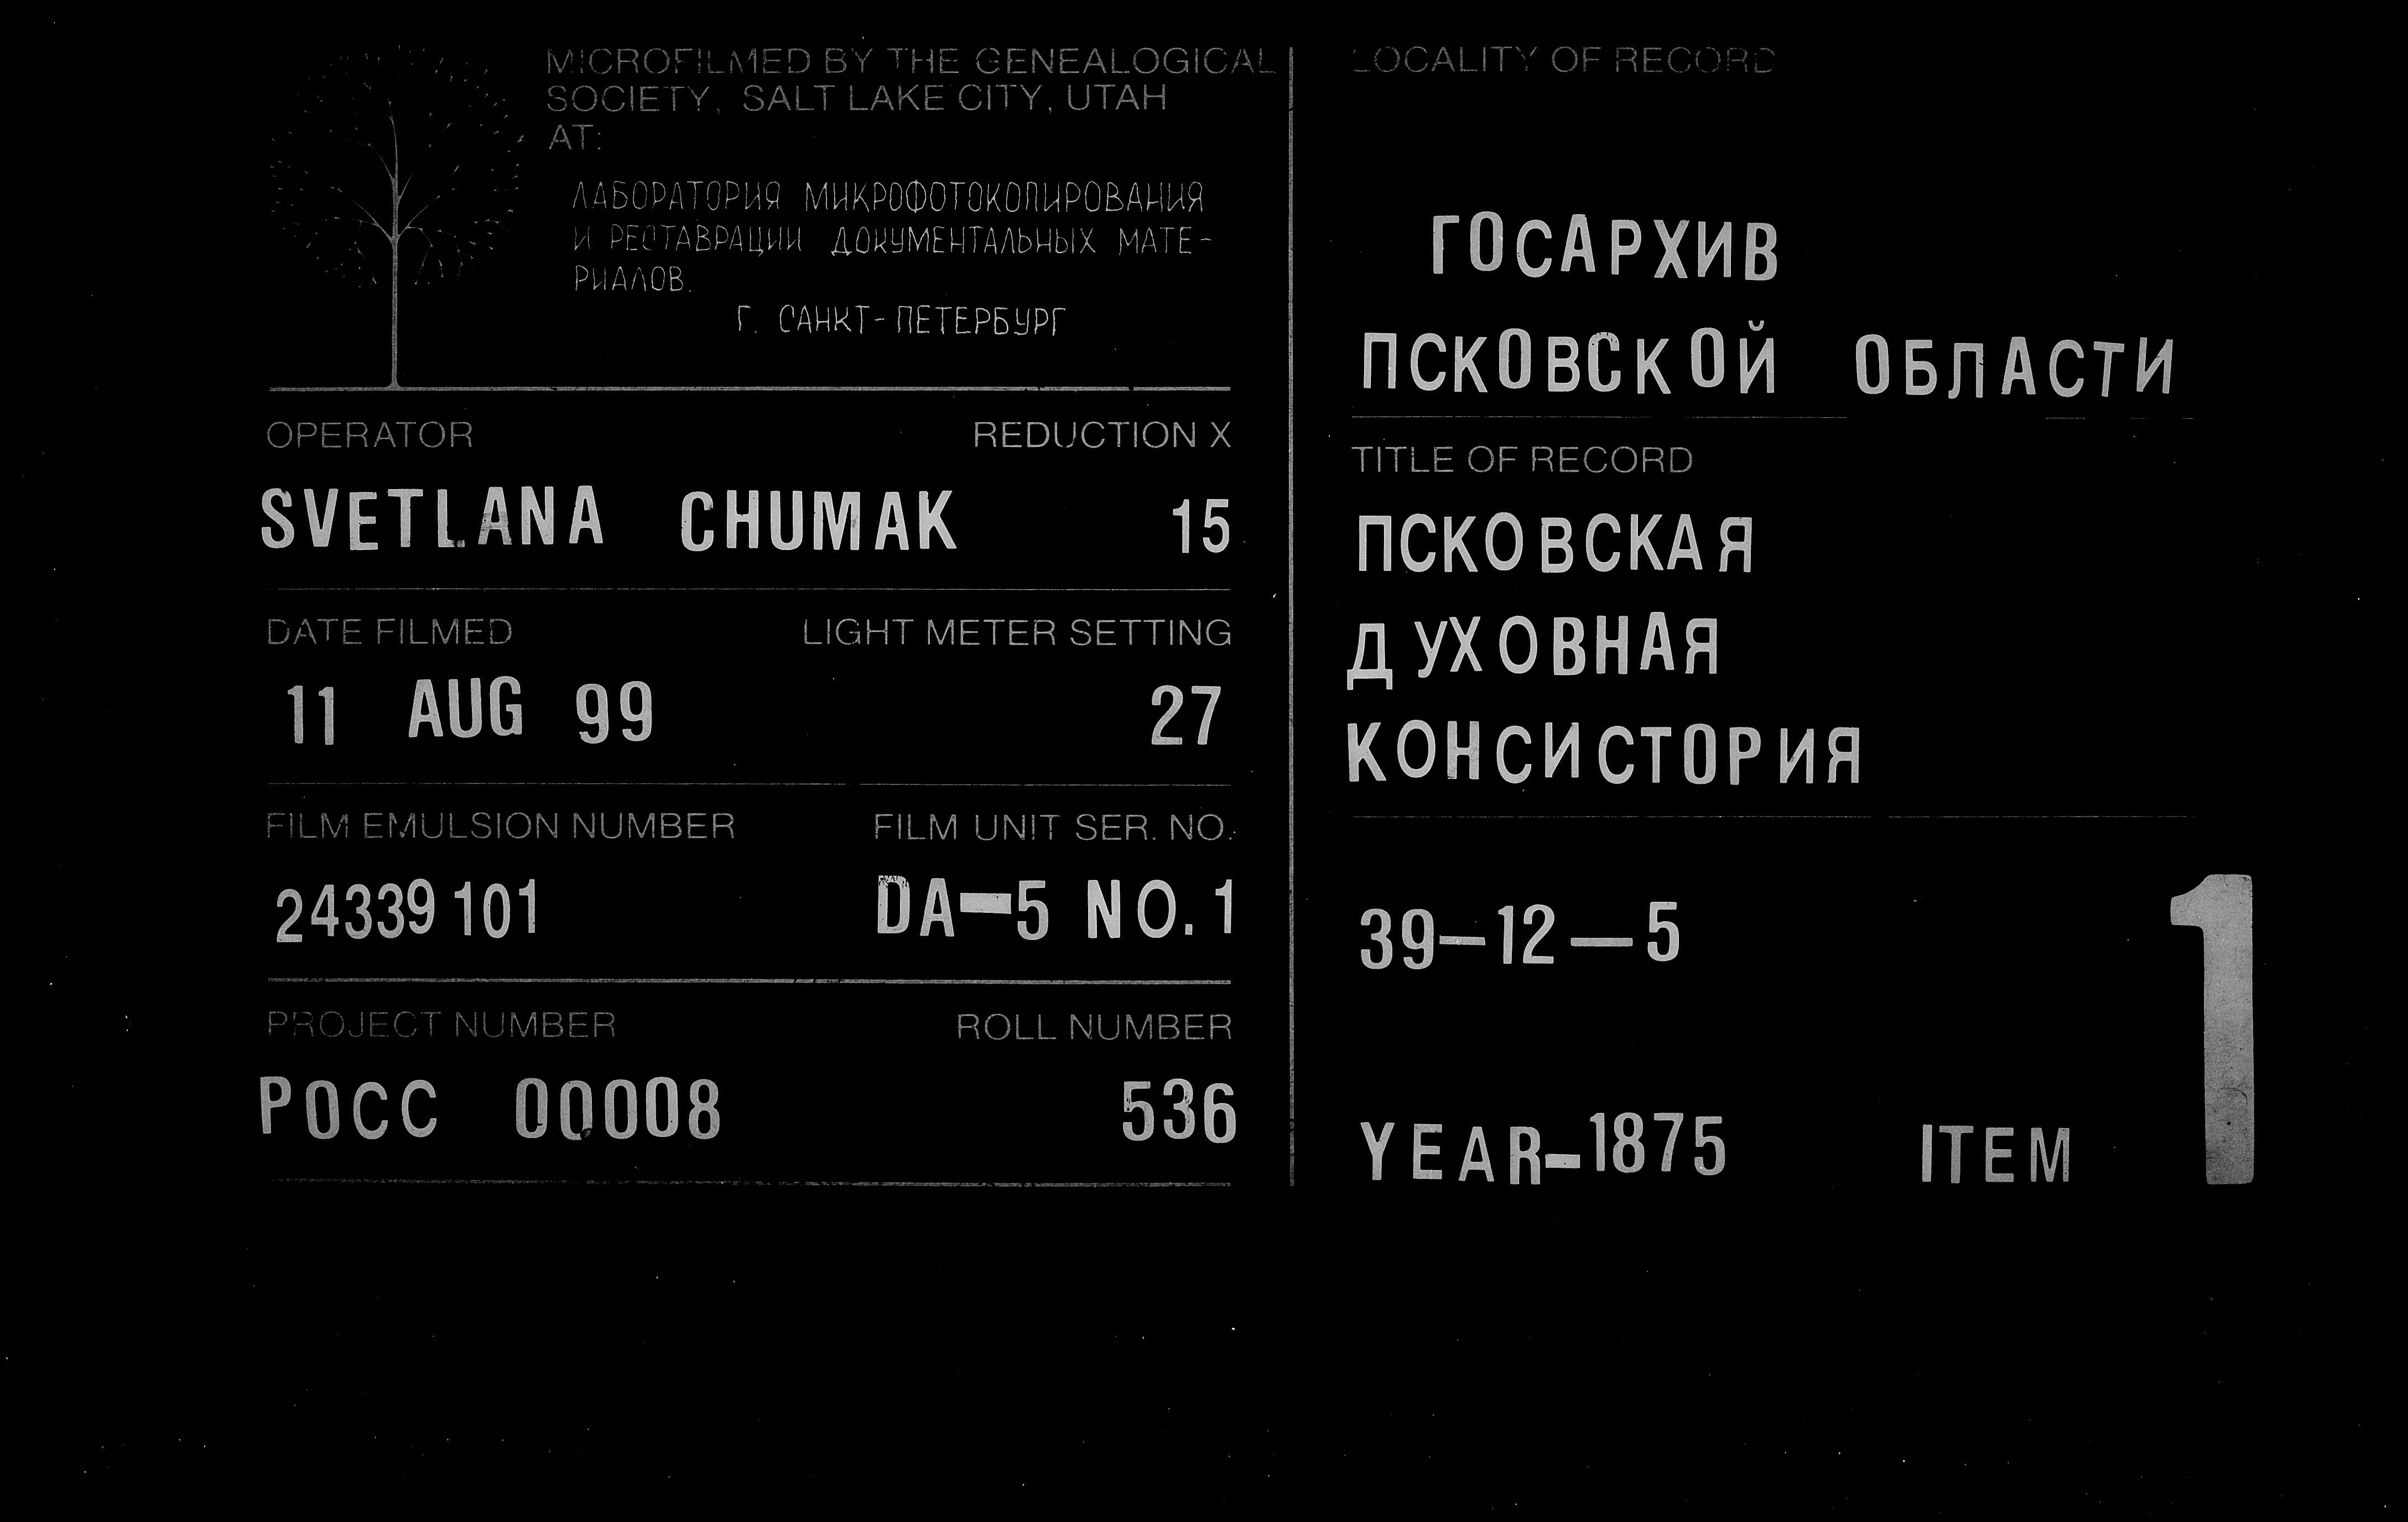 MICROFILMED BY THE GENEALOGICAL
SOCIETY, SALT LAKE CITY, UTAH
AT:
ЛАБОРАТОРИЯ МИКРОФОТОКОПИРОВАНИЯ
И РЕСТАВРАЦИИ ДОКУМЕНТАЛЬНЫХ МАТЕ-
РИАЛОВ.
Г. САНКТ-ПЕТЕРБУРГ
OPERATOR REDUCTION X
SVETLANA CHUMAK 15
DATE FILMED LIGHT METER SETTING
11 AUG 99 27
FILM EMULSION NUMBER FILM UNIT SER. NO.
24339101 DA-5 NO.1
PROJECT NUMBER ROLL NUMBER
РОСС 00008 536
LOCALITY OF RECORD
ГОСАРХИВ
ПСКОВСКОЙ ОБЛАСТИ
TITLE OF RECORD
ПСКОВСКАЯ
ДУХОВНАЯ
КОНСИСТОРИЯ
39-12-5
YEAR-1875 ITEM 1